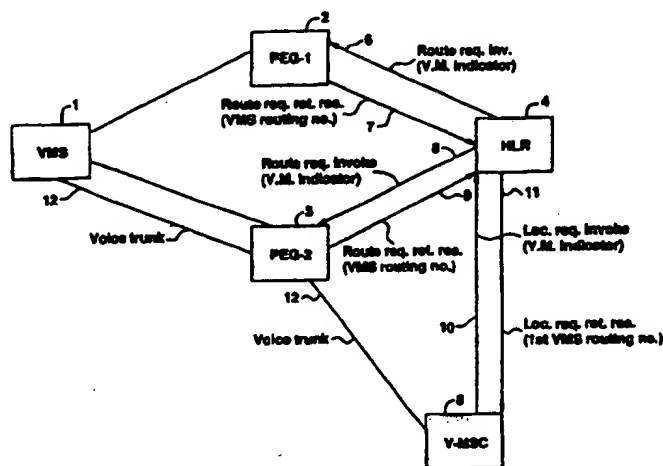 2
PEG-1
6
Route req. inv.
(V.M. Indicator)
1
VMS
Route req. ret. res.
(VMS routing no.)
7
4
HLR
Route req. invoke
(V.M. Indicator)
8
9
11
12
Voice trunk
3
PEG-2
Route req. ret. res.
(VMS routing no.)
Loc. req. invoke
(V.M. Indicator)
12
Voice trunk
10
Loc. req. ret. res.
(1st VMS routing no.)
V-MSC